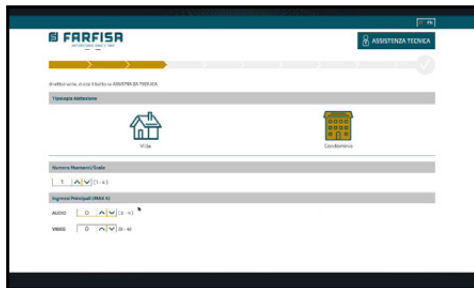 FARFISA
ASSISTENZA TECNICA
Tipologia Abitazione
Villa
Condominio
Numero Montanti/Scale
1 (1 - 4)
Ingressi Principali (MAX 4)
AUDIO 0 (0 - 4)
VIDEO 0 (0 - 4)